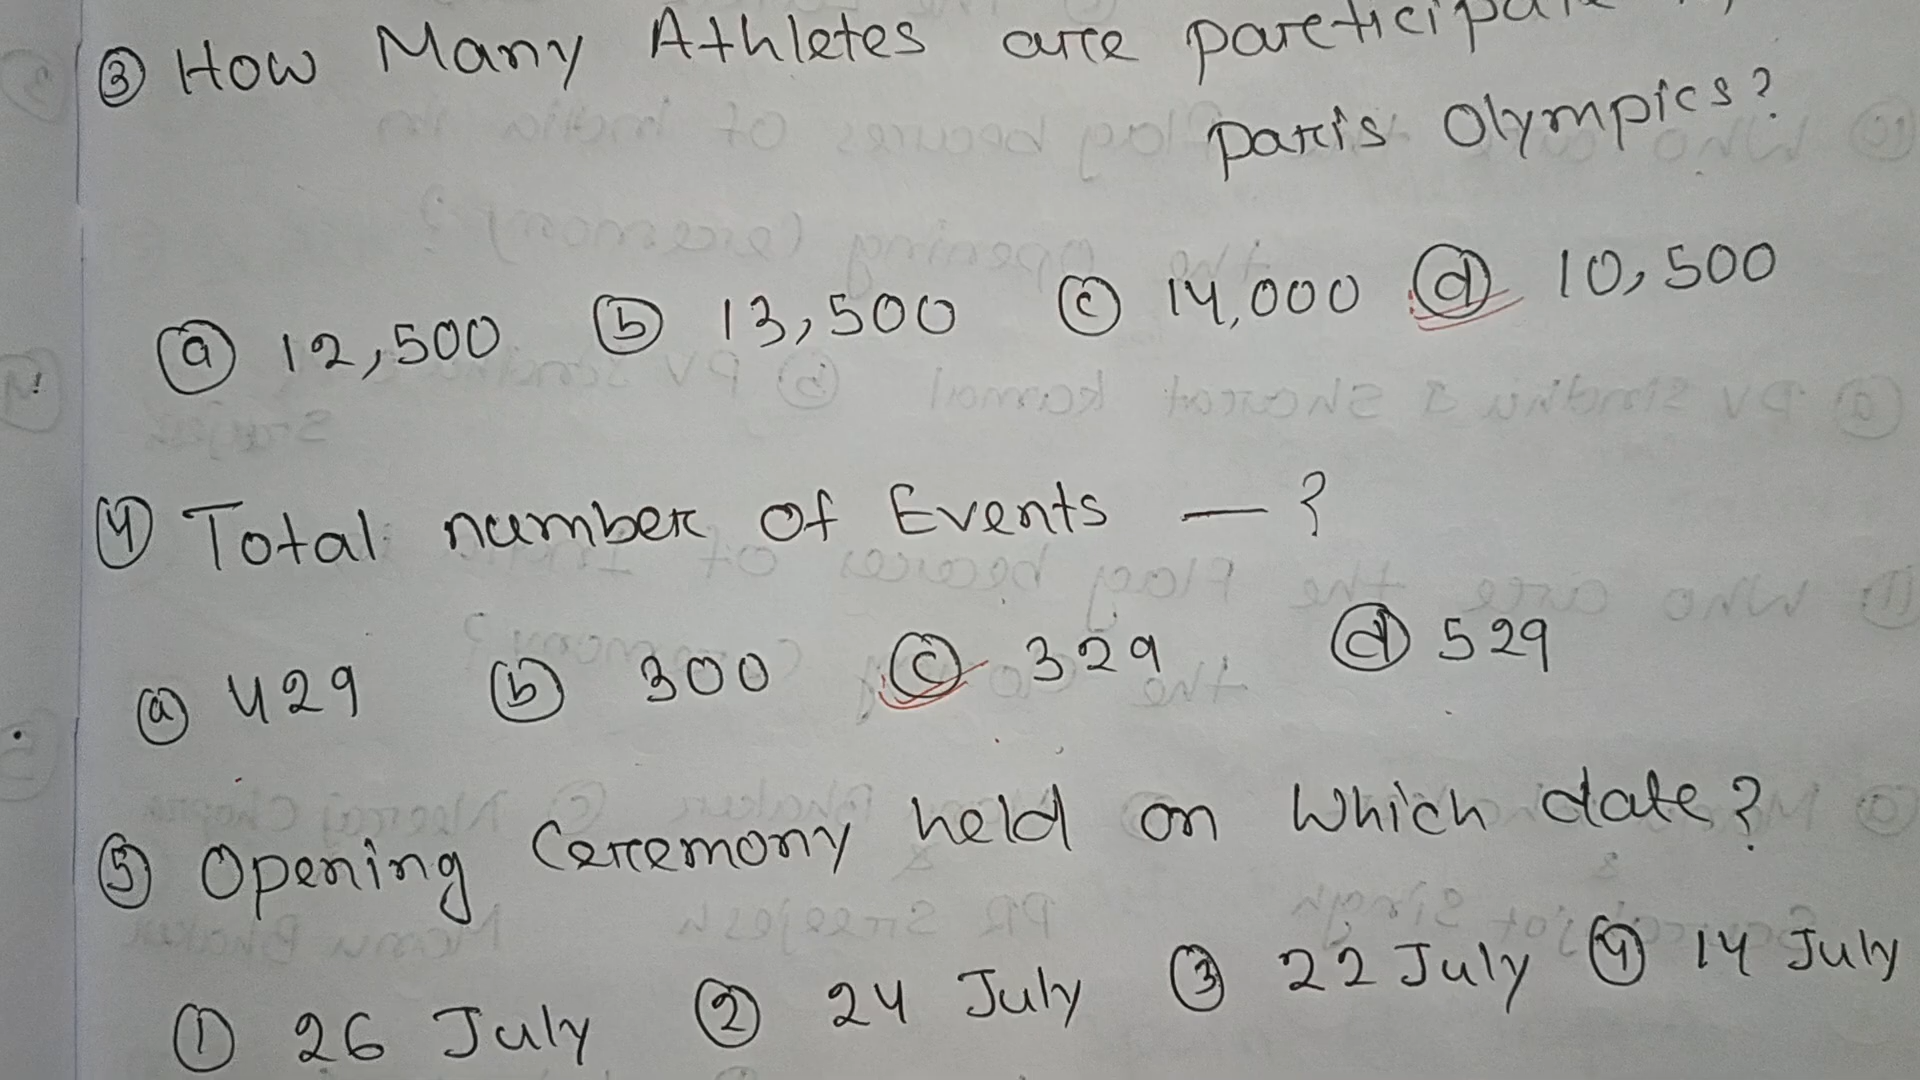 ③ How Many Athletes are
Paris Olympics?
ⓐ 12,500 ⓑ 13,500 ⓒ 14,000 ⓓ 10,500
④ Total number of Events — ?
ⓐ 429 ⓑ 300 ⓒ 329 ⓓ 529
⑤ Opening Ceremony held on which date?
① 26 July ② 24 July ③ 22 July ④ 14 July